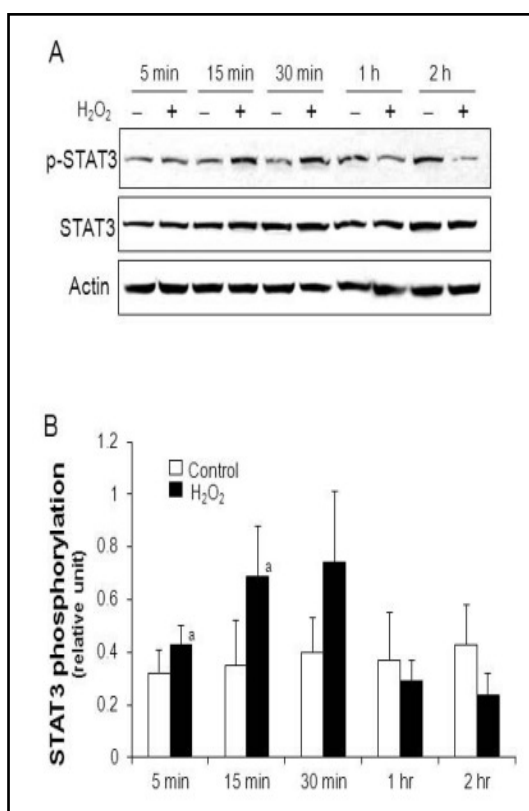 A
5 min 15 min 30 min 1 h 2 h
H₂O₂ – + – + – + – + – +
p-STAT3
STAT3
Actin
B
STAT3 phosphorylation
(relative unit)
1.2
1
0.8
0.6
0.4
0.2
0
Control
H₂O₂
a
a
5 min 15 min 30 min 1 hr 2 hr